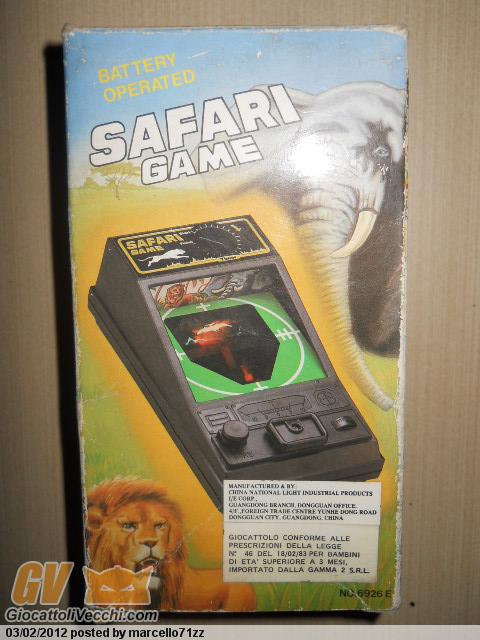 BATTERY
OPERATED
SAFARI
GAME
SAFARI
GAME
MANUFACTURED & BY:
CHINA NATIONAL LIGHT INDUSTRIAL PRODUCTS
I/E CORP.,
GUANGDONG BRANCH, DONGGUAN OFFICE.
4/F.,FOREIGN TRADE CENTRE YUNHE DONG ROAD
DONGGUAN CITY, GUANGDONG, CHINA
GIOCATTOLO CONFORME ALLE
PRESCRIZIONI DELLA LEGGE
N° 46 DEL 18/02/83 PER BAMBINI
DI ETA' SUPERIORE A 3 MESI,
IMPORTATO DALLA GAMMA 2 S.R.L.
NO.6926 E
GV
GiocattoliVecchi.com
03/02/2012 posted by marcello71zz